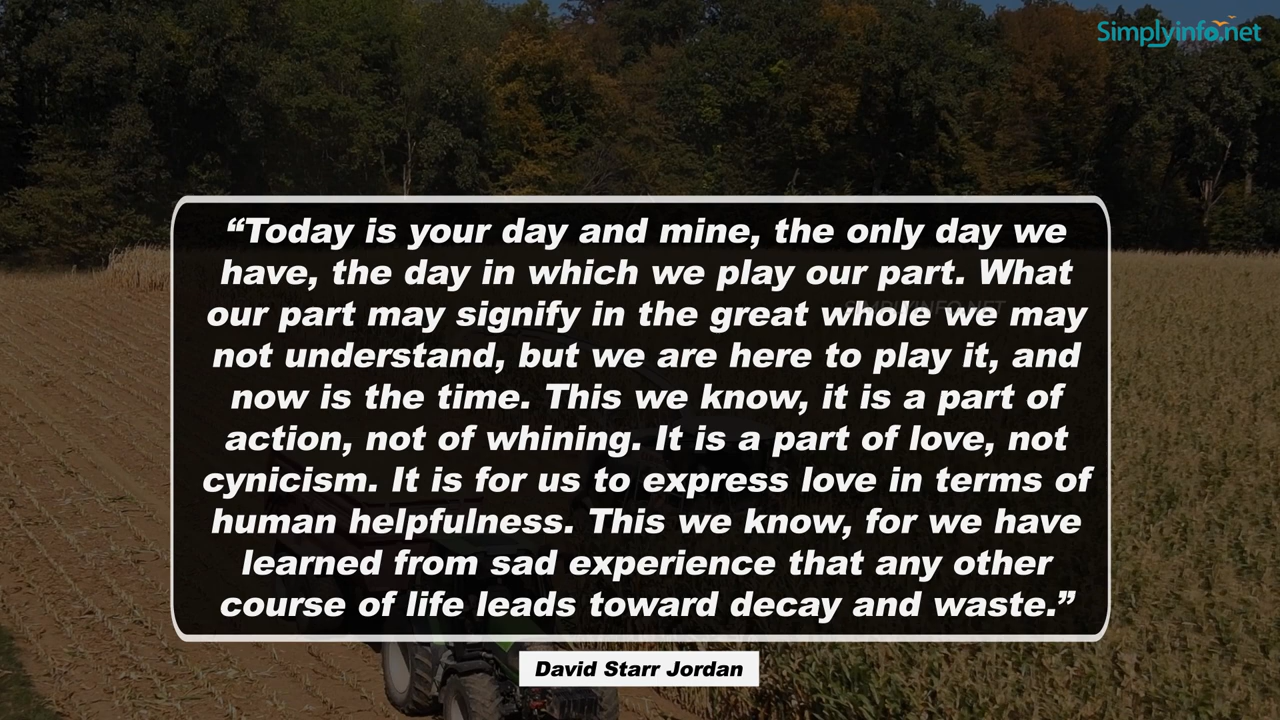 Simplyinfo.net
“Today is your day and mine, the only day we
have, the day in which we play our part. What
our part may signify in the great whole we may
not understand, but we are here to play it, and
now is the time. This we know, it is a part of
action, not of whining. It is a part of love, not
cynicism. It is for us to express love in terms of
human helpfulness. This we know, for we have
learned from sad experience that any other
course of life leads toward decay and waste.”
SIMPLYINFO.NET
David Starr Jordan